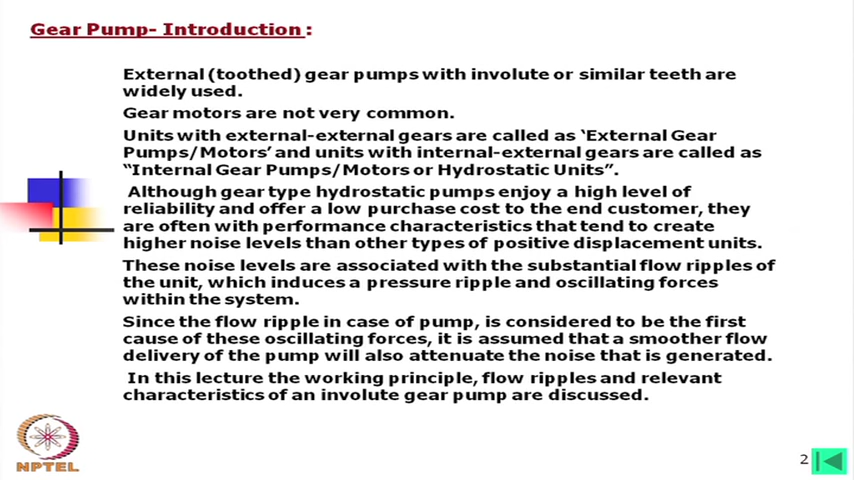 Gear Pump- Introduction :
External (toothed) gear pumps with involute or similar teeth are
widely used.
Gear motors are not very common.
Units with external-external gears are called as ‘External Gear
Pumps/Motors’ and units with internal-external gears are called as
“Internal Gear Pumps/Motors or Hydrostatic Units”.
Although gear type hydrostatic pumps enjoy a high level of
reliability and offer a low purchase cost to the end customer, they
are often with performance characteristics that tend to create
higher noise levels than other types of positive displacement units.
These noise levels are associated with the substantial flow ripples of
the unit, which induces a pressure ripple and oscillating forces
within the system.
Since the flow ripple in case of pump, is considered to be the first
cause of these oscillating forces, it is assumed that a smoother flow
delivery of the pump will also attenuate the noise that is generated.
In this lecture the working principle, flow ripples and relevant
characteristics of an involute gear pump are discussed.
NPTEL
2